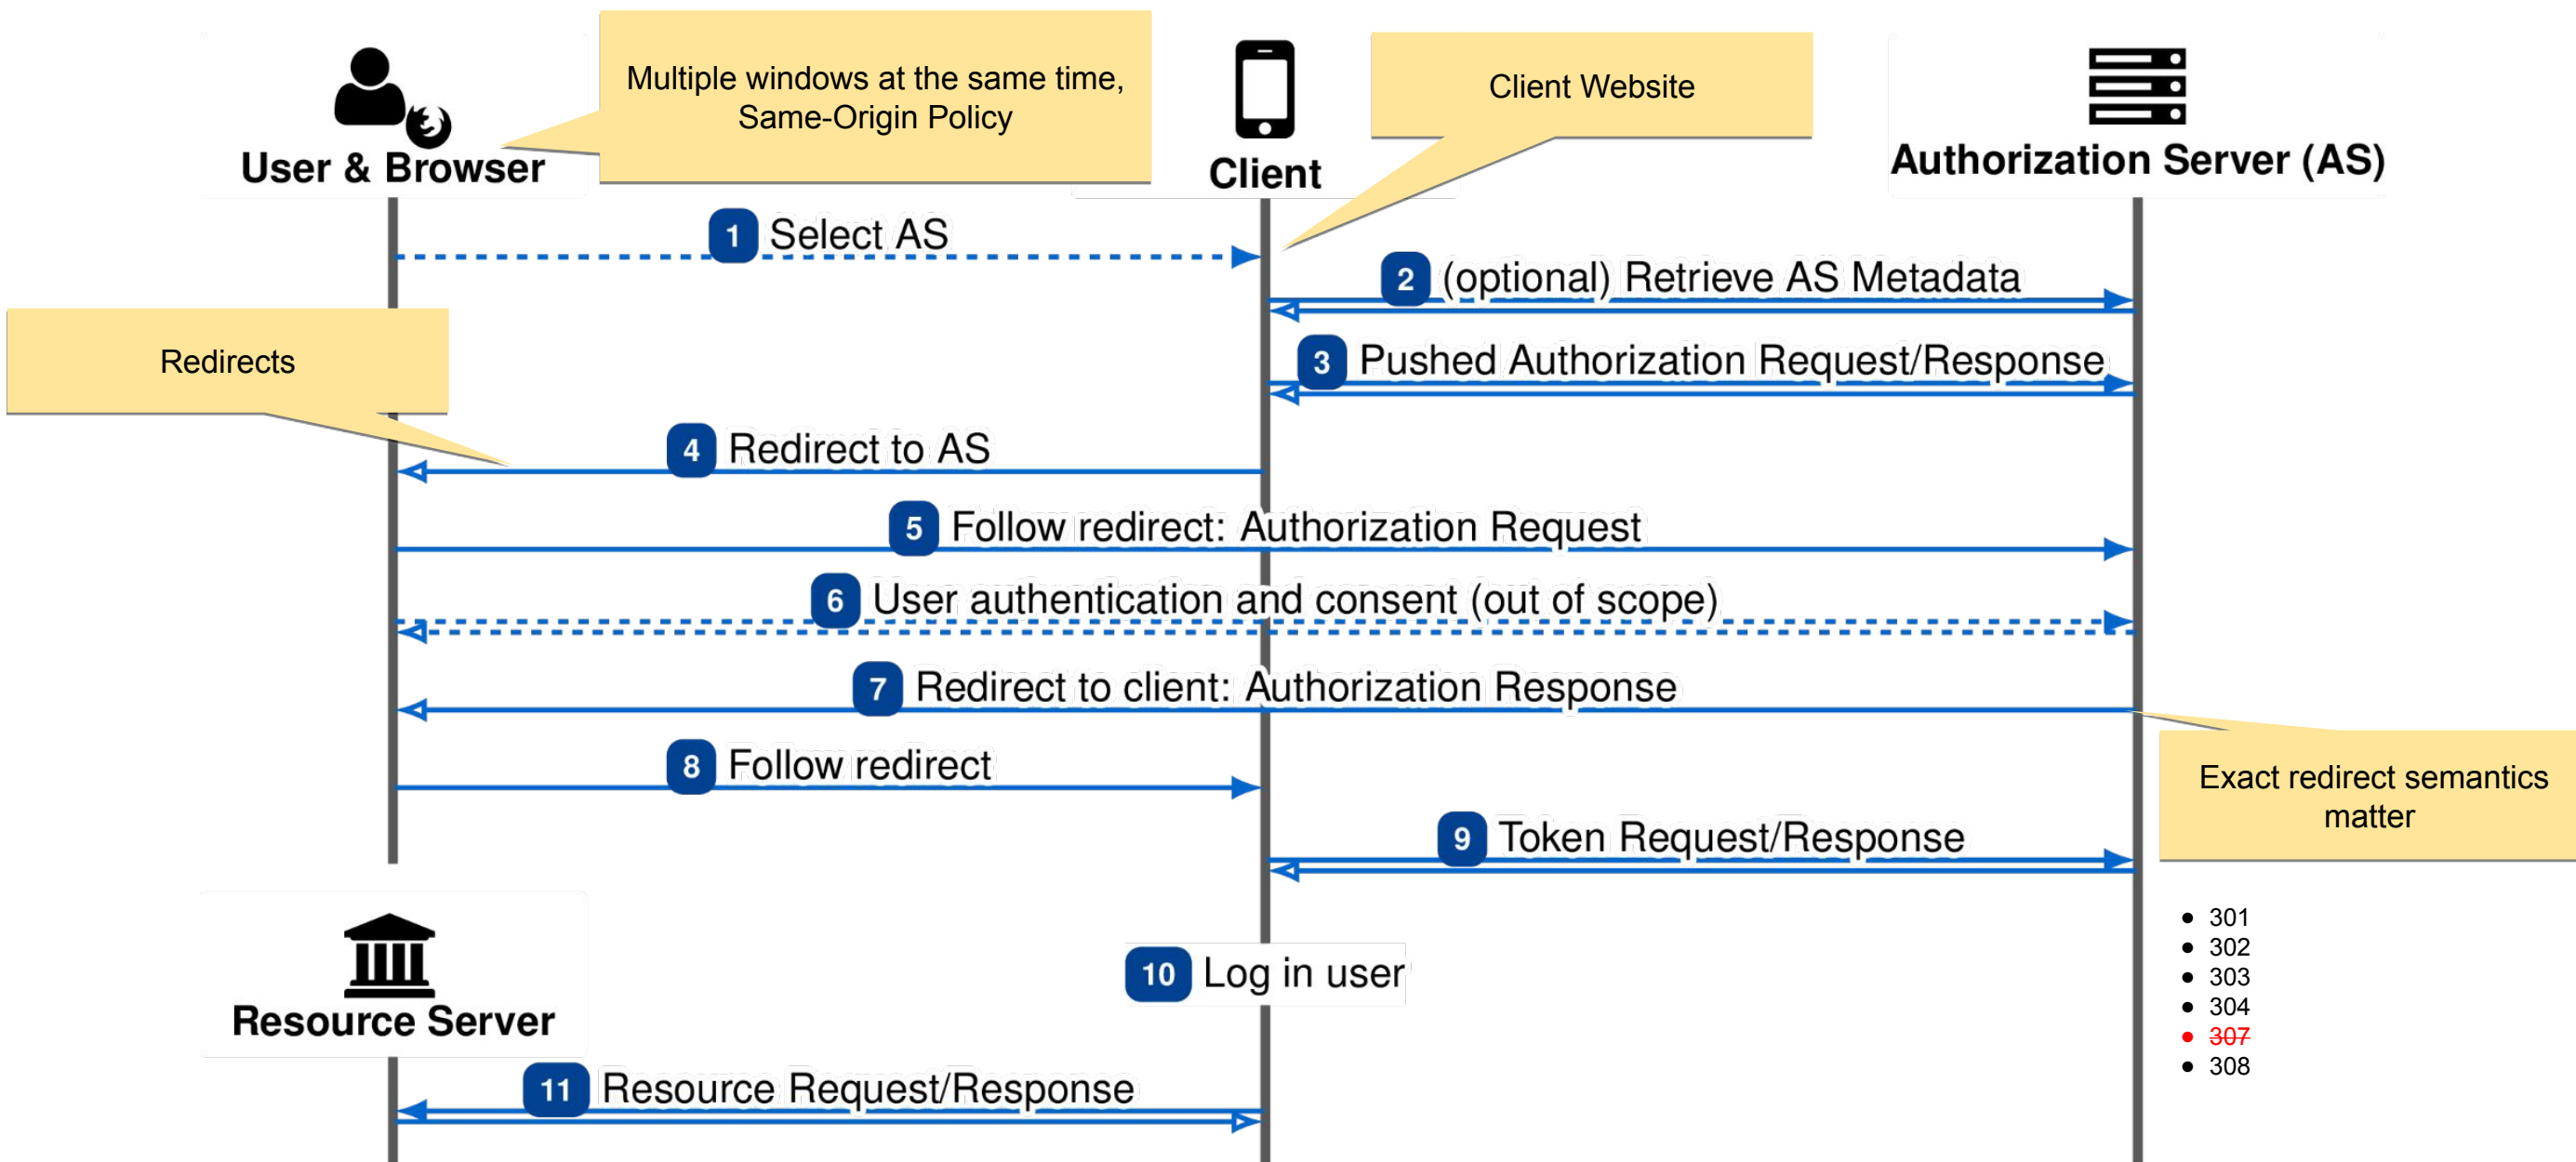 Multiple windows at the same time,
Same-Origin Policy
Client Website
User & Browser
Client
Authorization Server (AS)
1 Select AS
2 (optional) Retrieve AS Metadata
Redirects
3 Pushed Authorization Request/Response
4 Redirect to AS
5 Follow redirect: Authorization Request
6 User authentication and consent (out of scope)
7 Redirect to client: Authorization Response
8 Follow redirect
Exact redirect semantics
matter
9 Token Request/Response
• 301
• 302
• 303
• 304
• 307
• 308
10 Log in user
Resource Server
11 Resource Request/Response